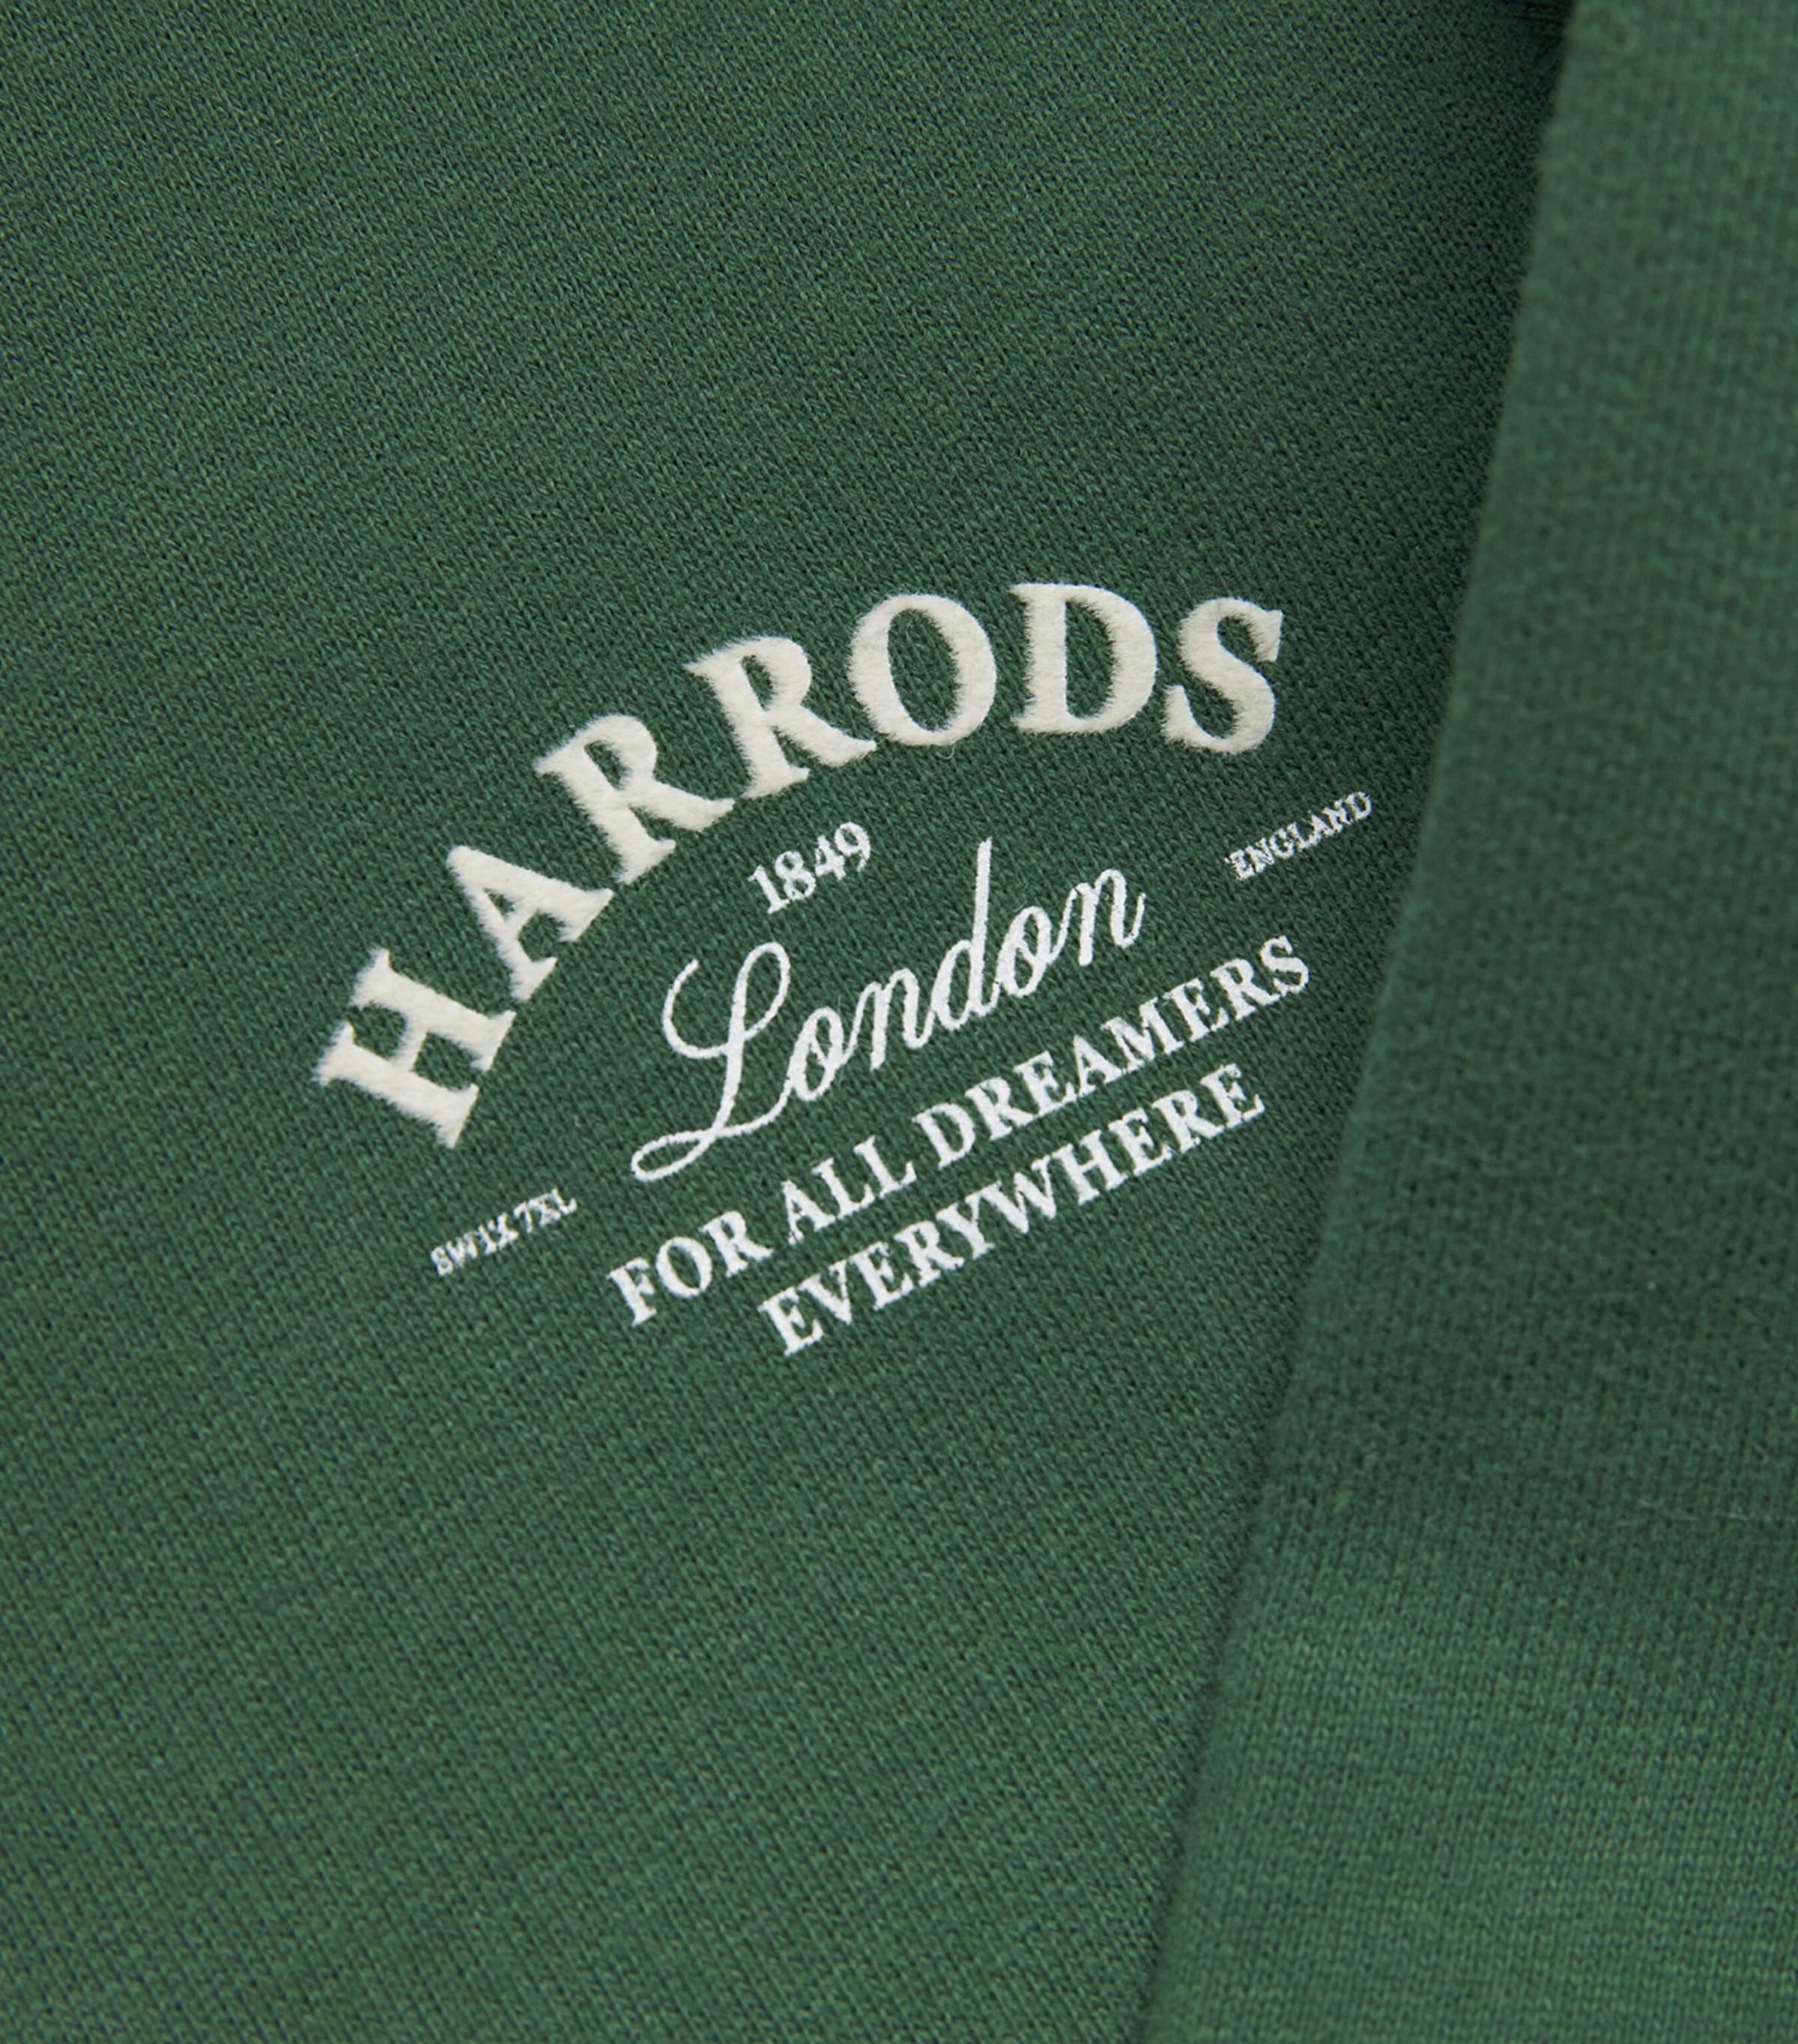 HARRODS
1849
London
SW1X 7XL
ENGLAND
FOR ALL DREAMERS
EVERYWHERE